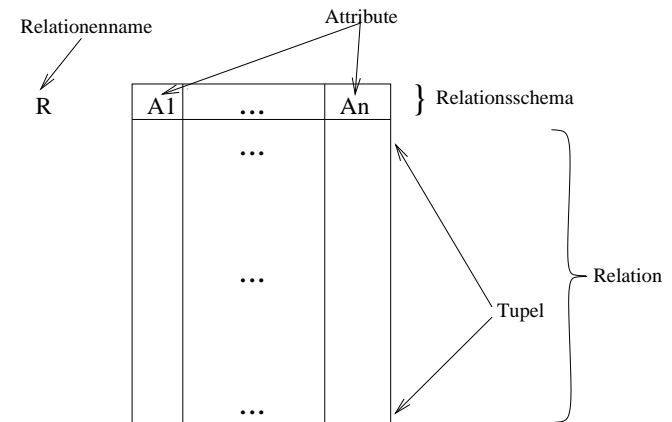 Relationenname
Attribute
R
A1 ... An
} Relationsschema
...
...
Relation
Tupel
...